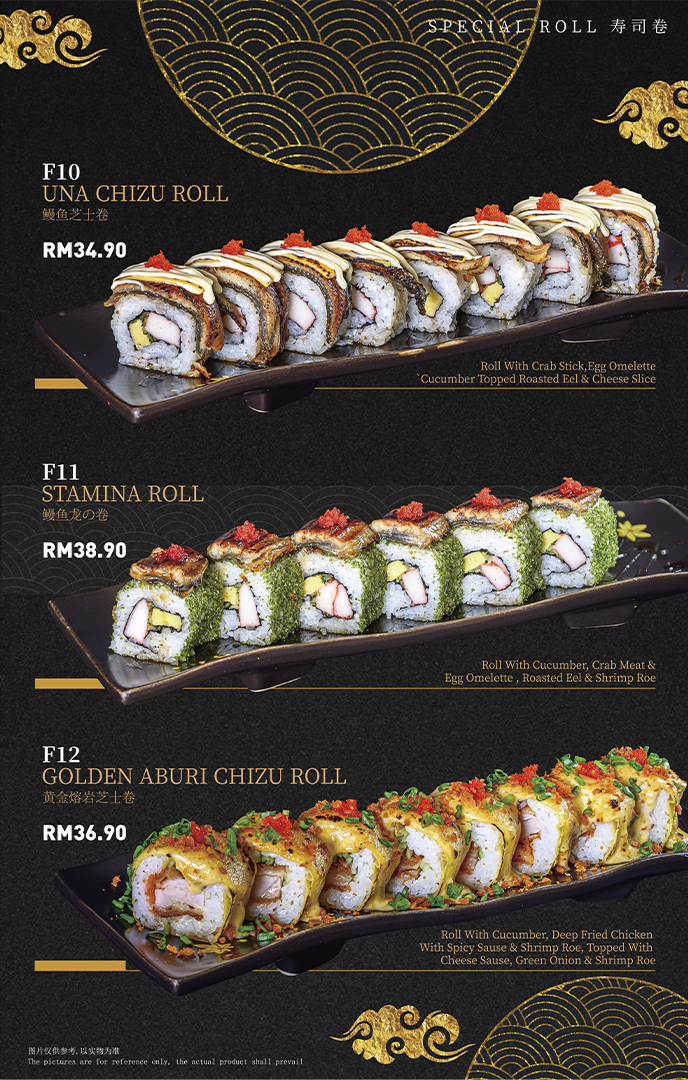 SPECIAL ROLL 寿司卷
F10
UNA CHIZU ROLL
鳗鱼芝士卷
RM34.90
Roll With Crab Stick,Egg Omelette
`Cucumber Topped Roasted Eel & Cheese Slice
F11
STAMINA ROLL
鳗鱼龙の卷
RM38.90
Roll With Cucumber, Crab Meat &
Egg Omelette , Roasted Eel & Shrimp Roe
F12
GOLDEN ABURI CHIZU ROLL
黄金熔岩芝士卷
RM36.90
Roll With Cucumber, Deep Fried Chicken
With Spicy Sause & Shrimp Roe, Topped With
Cheese Sause, Green Onion & Shrimp Roe
图片仅供参考,以实物为准
The pictures are for reference only, the actual product shall prevail